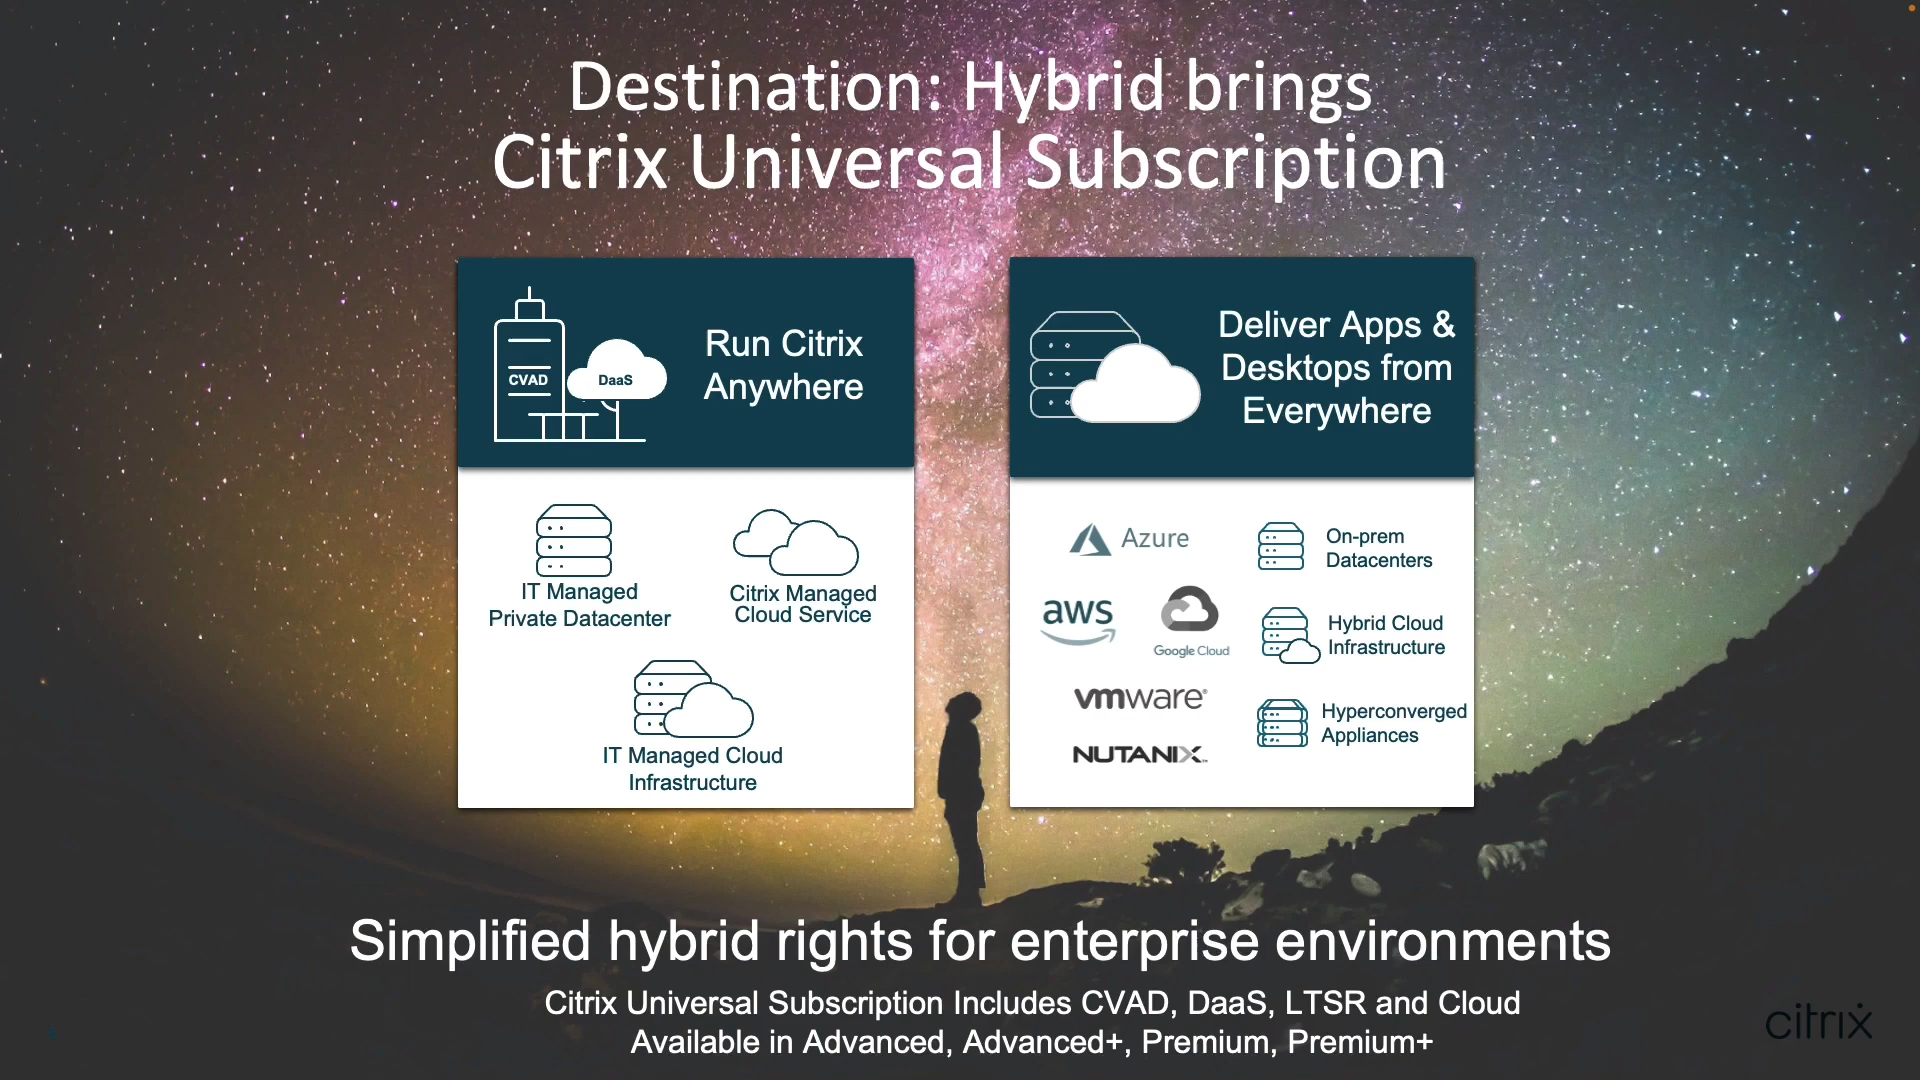 Destination: Hybrid brings
Citrix Universal Subscription
CVAD
DaaS
Run Citrix
Anywhere
IT Managed
Private Datacenter
Citrix Managed
Cloud Service
IT Managed Cloud
Infrastructure
Deliver Apps &
Desktops from
Everywhere
Azure
On-prem
Datacenters
aws
Google Cloud
Hybrid Cloud
Infrastructure
vmware®
Hyperconverged
Appliances
NUTANIX™
Simplified hybrid rights for enterprise environments
Citrix Universal Subscription Includes CVAD, DaaS, LTSR and Cloud
Available in Advanced, Advanced+, Premium, Premium+
citrix